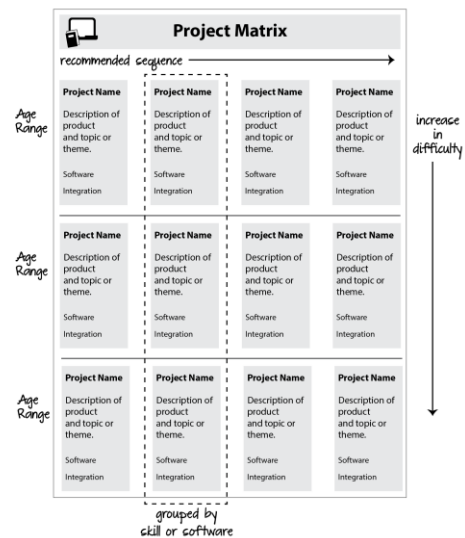 Project Matrix
recommended sequence
Age
Range
Project Name
Description of
product
and topic or
theme.
Software
Integration
Project Name
Description of
product
and topic or
theme.
Software
Integration
Project Name
Description of
product
and topic or
theme.
Software
Integration
Project Name
Description of
product
and topic or
theme.
Software
Integration
increase
in
difficulty
Age
Range
Project Name
Description of
product
and topic or
theme.
Software
Integration
Project Name
Description of
product
and topic or
theme.
Software
Integration
Project Name
Description of
product
and topic or
theme.
Software
Integration
Project Name
Description of
product
and topic or
theme.
Software
Integration
Age
Range
Project Name
Description of
product
and topic or
theme.
Software
Integration
Project Name
Description of
product
and topic or
theme.
Software
Integration
Project Name
Description of
product
and topic or
theme.
Software
Integration
Project Name
Description of
product
and topic or
theme.
Software
Integration
grouped by
skill or software